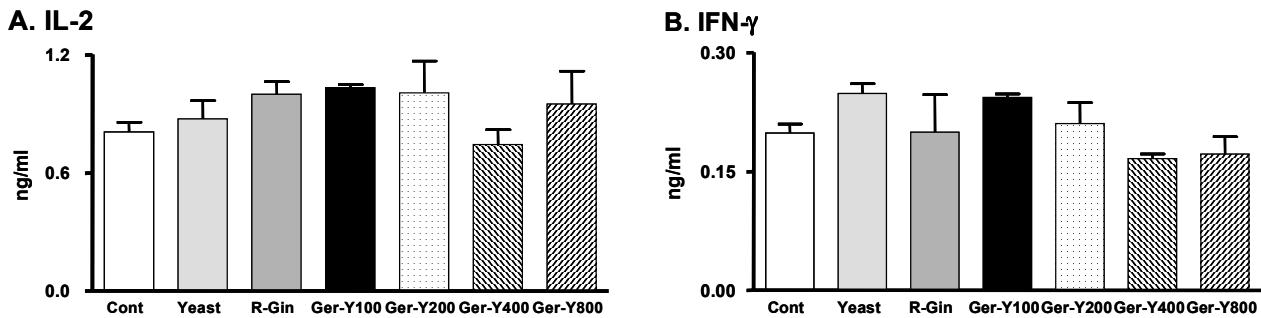 A. IL-2
1.2
0.6
0.0
ng/ml
Cont Yeast R-Gin Ger-Y100 Ger-Y200 Ger-Y400 Ger-Y800
B. IFN-γ
0.30
0.15
0.00
ng/ml
Cont Yeast R-Gin Ger-Y100 Ger-Y200 Ger-Y400 Ger-Y800